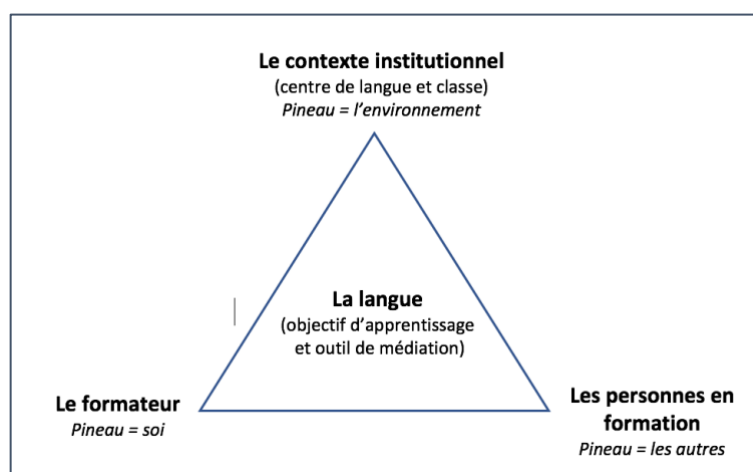 Le contexte institutionnel
(centre de langue et classe)
Pineau = l’environnement
La langue
(objectif d’apprentissage
et outil de médiation)
Le formateur
Pineau = soi
Les personnes en
formation
Pineau = les autres